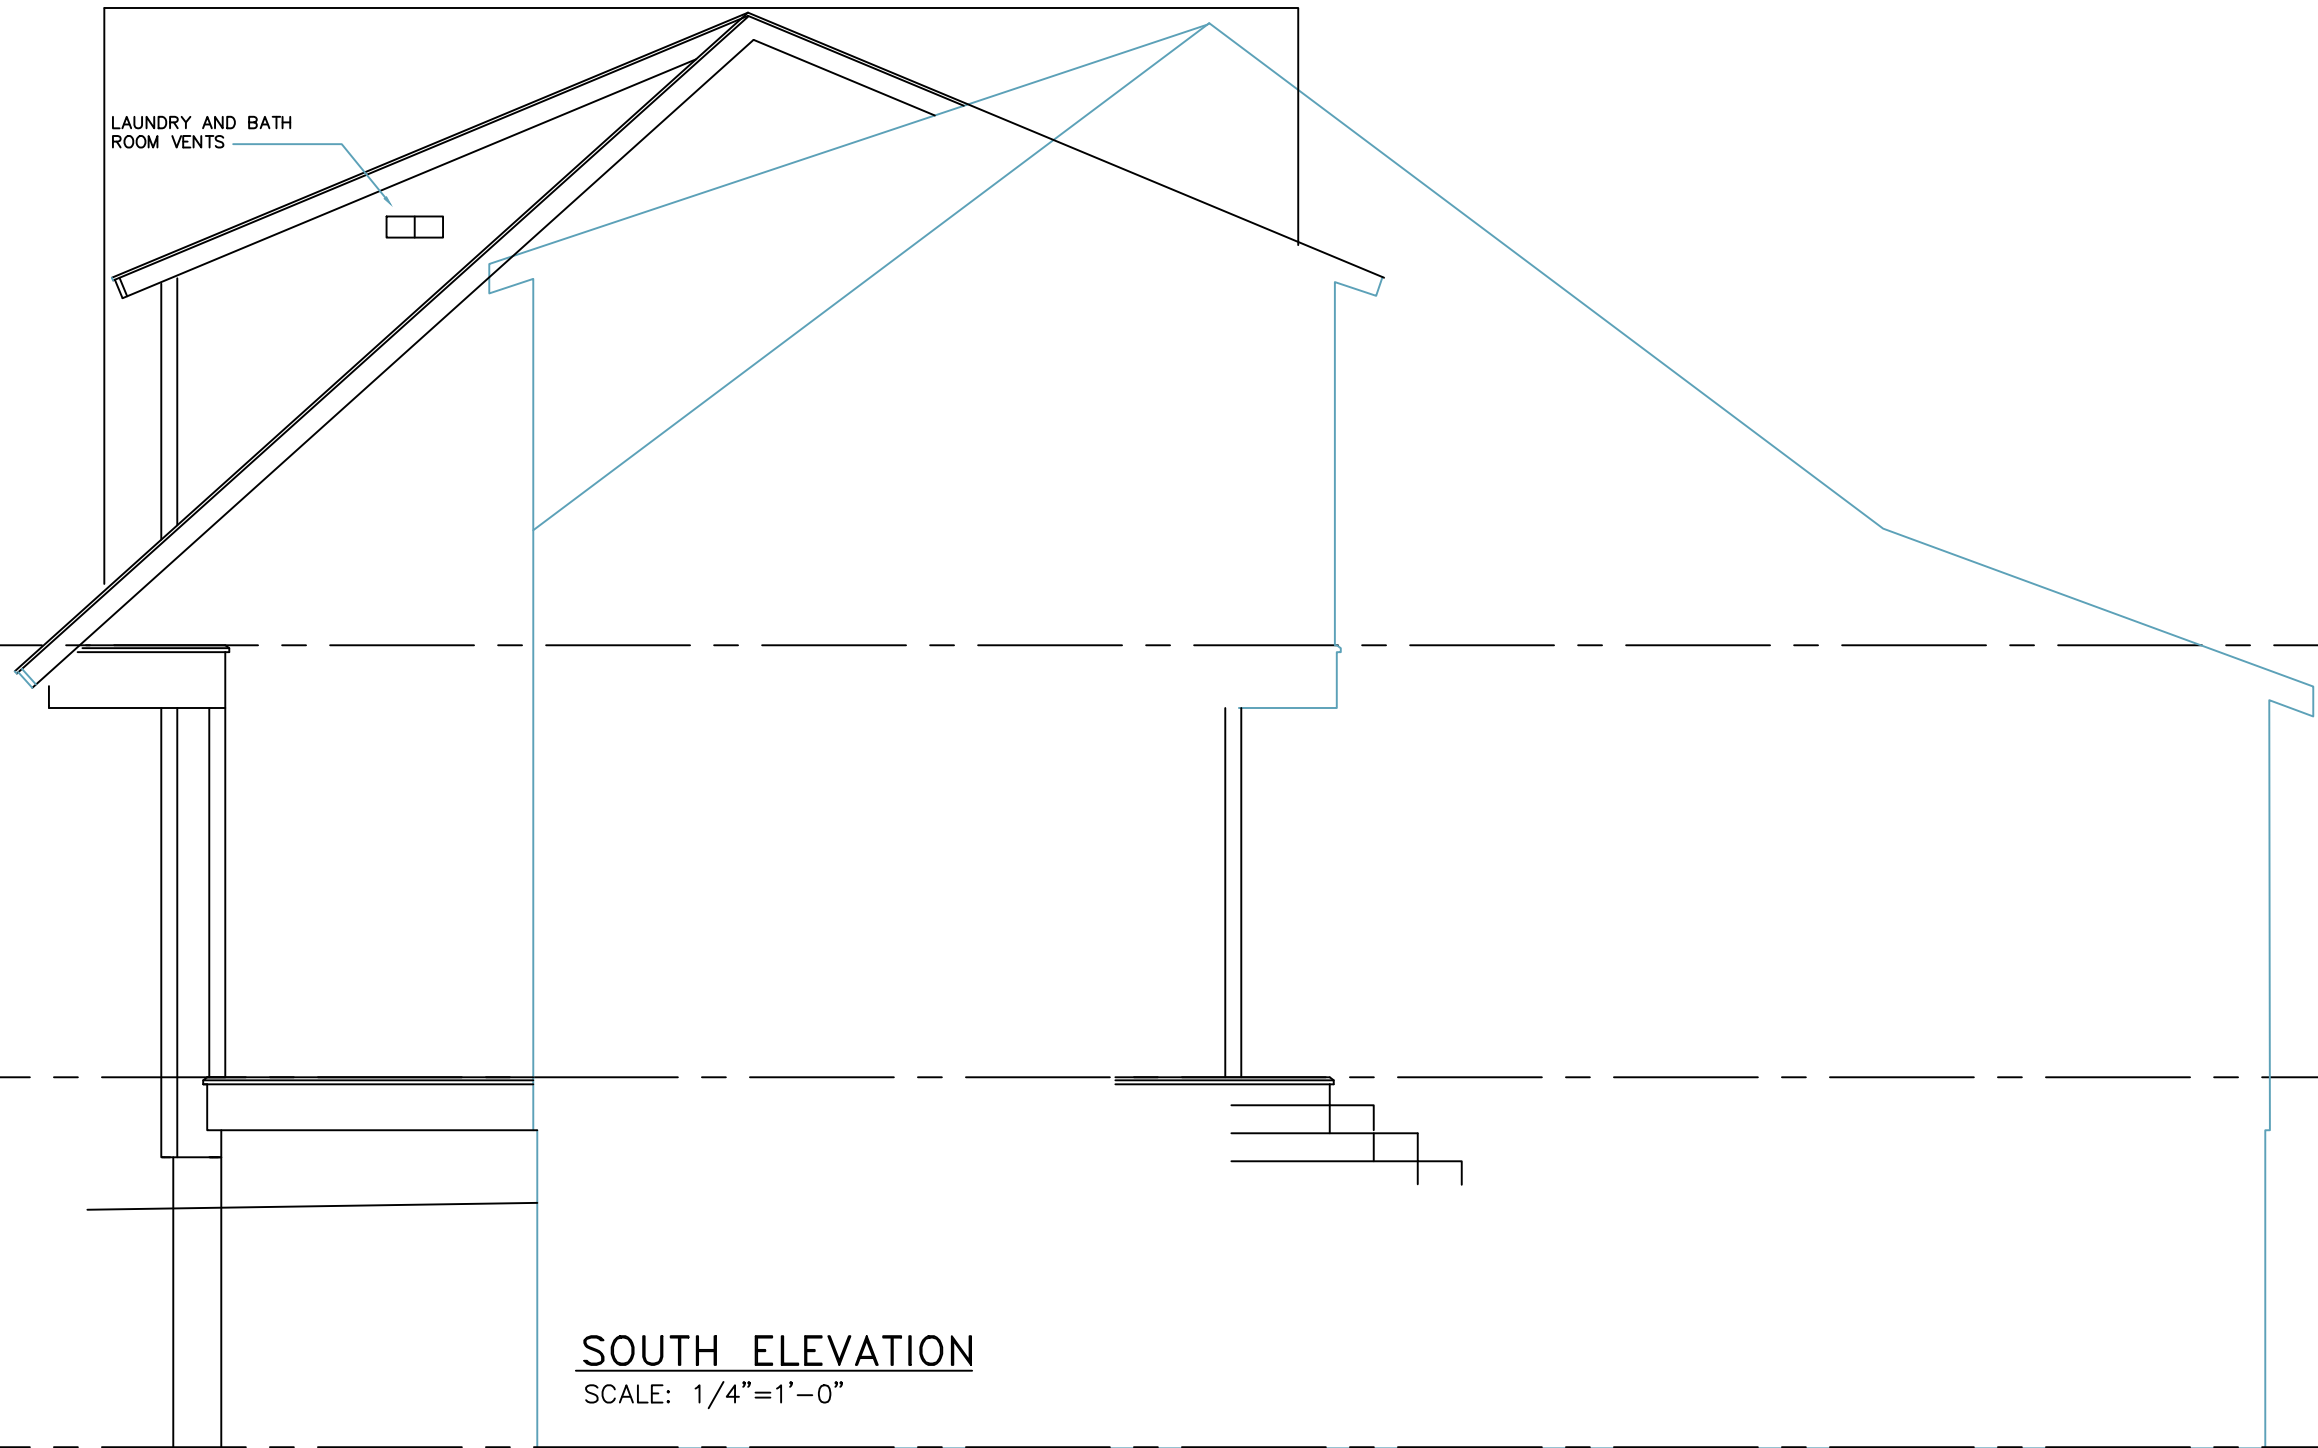 LAUNDRY AND BATH
ROOM VENTS
SOUTH ELEVATION
SCALE: 1/4"=1'-0"